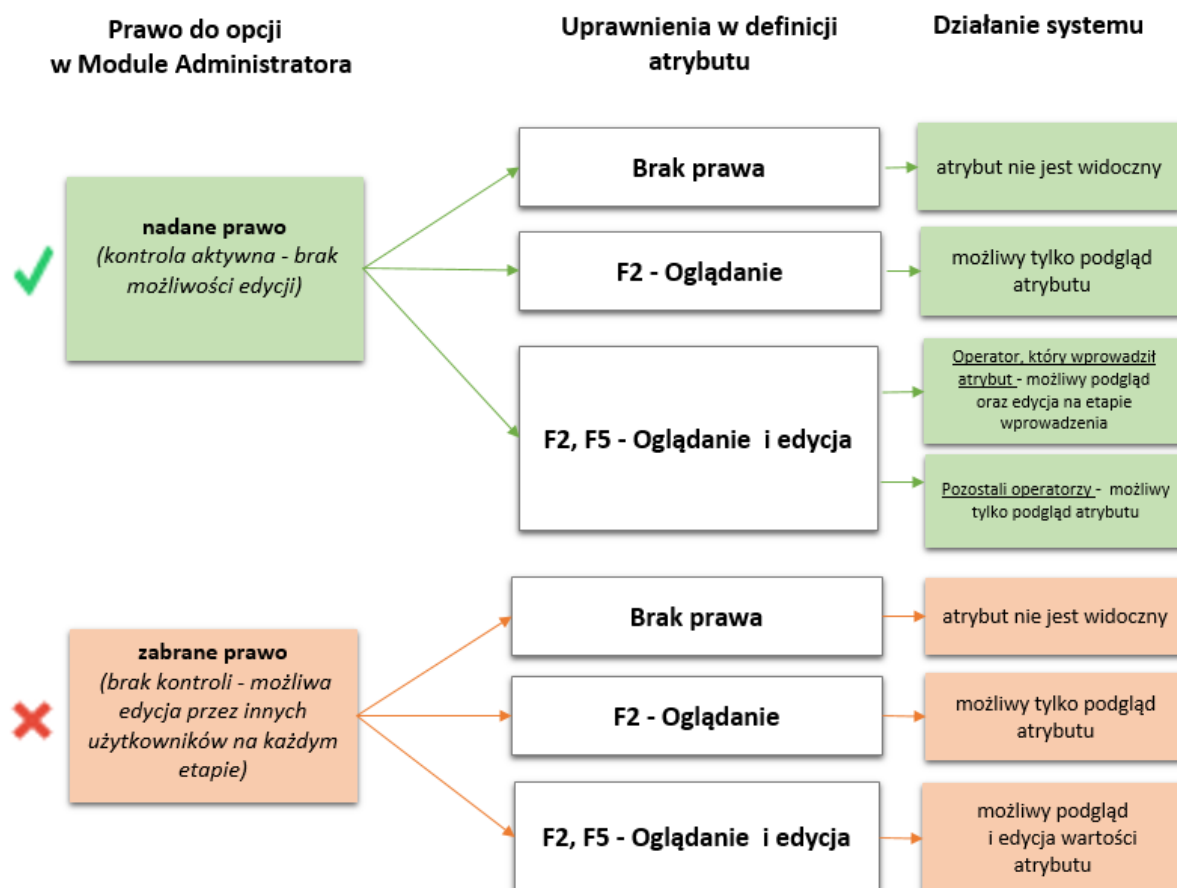 Prawo do opcji
w Module Administratora
Uprawnienia w definicji
atrybutu
Działanie systemu
nadane prawo
(kontrola aktywna - brak
możliwości edycji)
Brak prawa
atrybut nie jest widoczny
F2 - Oglądanie
możliwy tylko podgląd
atrybutu
F2, F5 - Oglądanie i edycja
Operator, który wprowadził
atrybut - możliwy podgląd
oraz edycja na etapie
wprowadzenia
Pozostali operatorzy - możliwy
tylko podgląd atrybutu
zabrane prawo
(brak kontroli - możliwa
edycja przez innych
użytkowników na każdym
etapie)
Brak prawa
atrybut nie jest widoczny
F2 - Oglądanie
możliwy tylko podgląd
atrybutu
F2, F5 - Oglądanie i edycja
możliwy podgląd
i edycja wartości
atrybutu